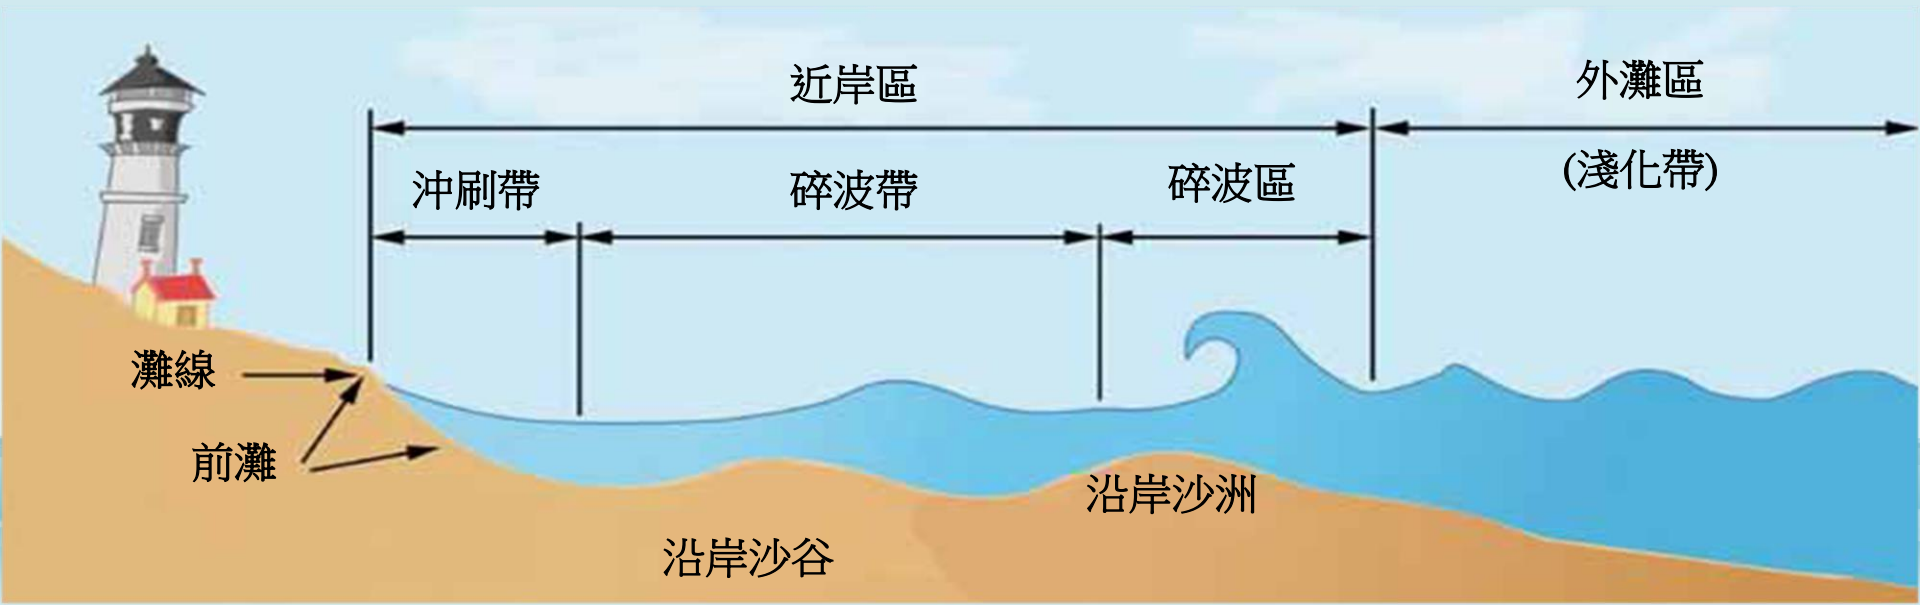 近岸區
外灘區
(淺化帶)
沖刷帶
碎波帶
碎波區
灘線
前灘
沿岸沙洲
沿岸沙谷